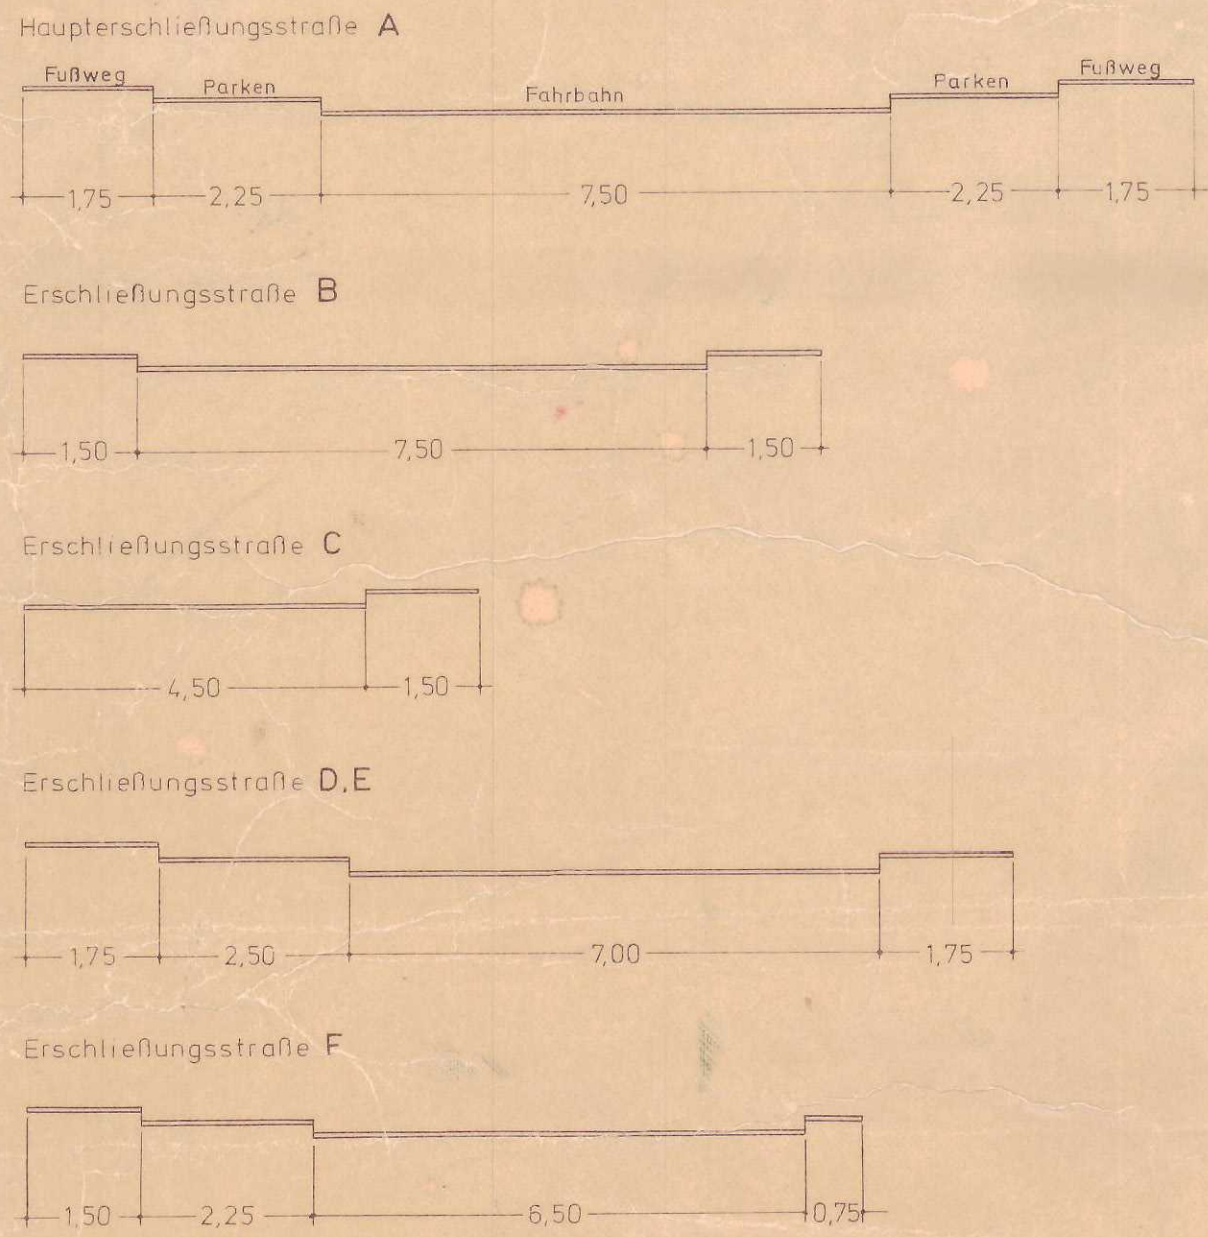 Haupterschließungsstraße A
Fußweg Parken Fahrbahn Parken Fußweg
1,75 2,25 7,50 2,25 1,75
Erschließungsstraße B
1,50 7,50 1,50
Erschließungsstraße C
4,50 1,50
Erschließungsstraße D,E
1,75 2,50 7,00 1,75
Erschließungsstraße F
1,50 2,25 6,50 0,75